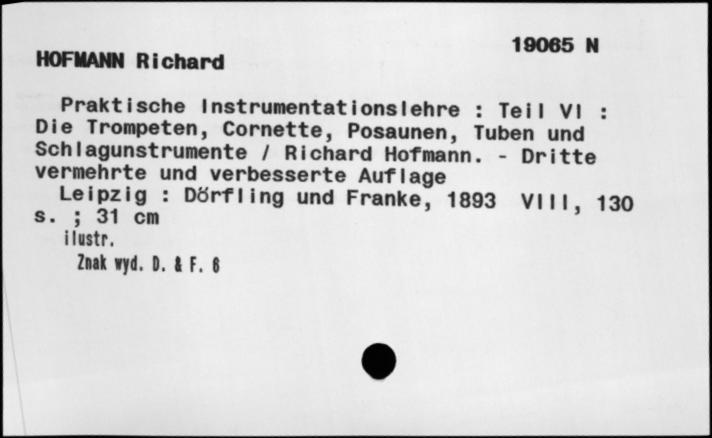 19065 N
HOFMANN Richard
Praktische Instrumentationslehre : Teil VI :
Die Trompeten, Cornette, Posaunen, Tuben und
Schlagunstrumente / Richard Hofmann. - Dritte
vermehrte und verbesserte Auflage
Leipzig : Dörfling und Franke, 1893 VIII, 130
s. ; 31 cm
ilustr.
Znak wyd. D. & F. 6